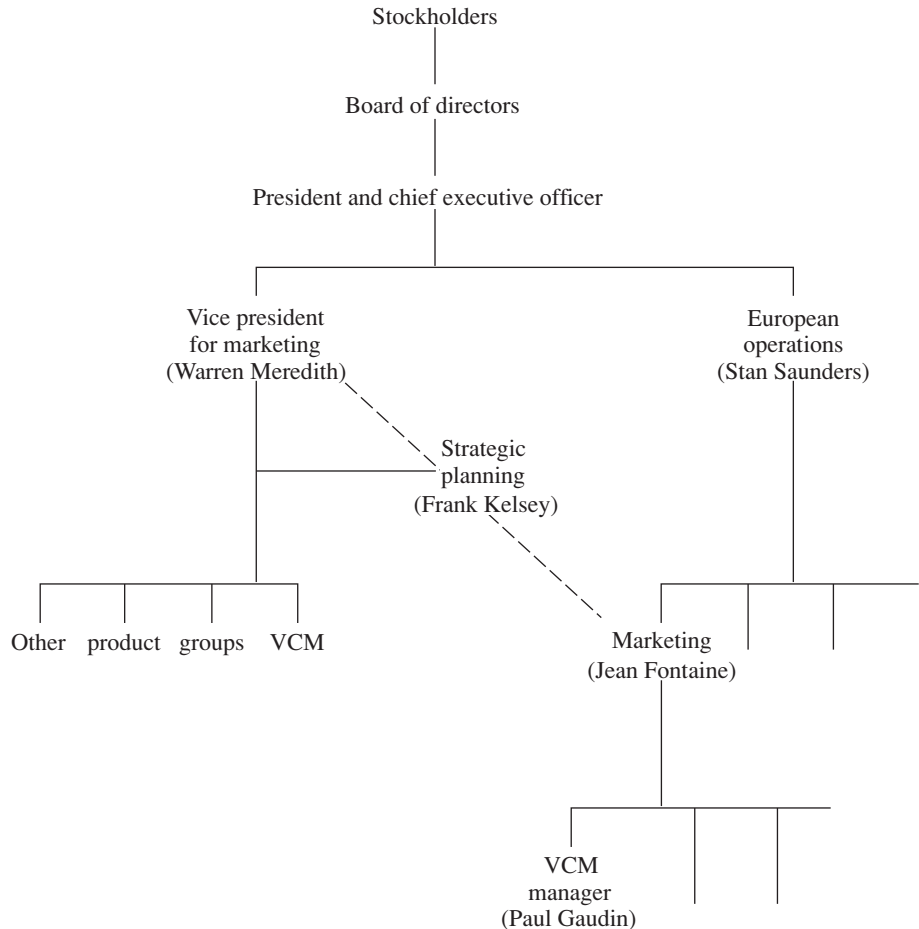 Stockholders
Board of directors
President and chief executive officer
Vice president
for marketing
(Warren Meredith)
European
operations
(Stan Saunders)
Strategic
planning
(Frank Kelsey)
Other product groups VCM
Marketing
(Jean Fontaine)
VCM
manager
(Paul Gaudin)